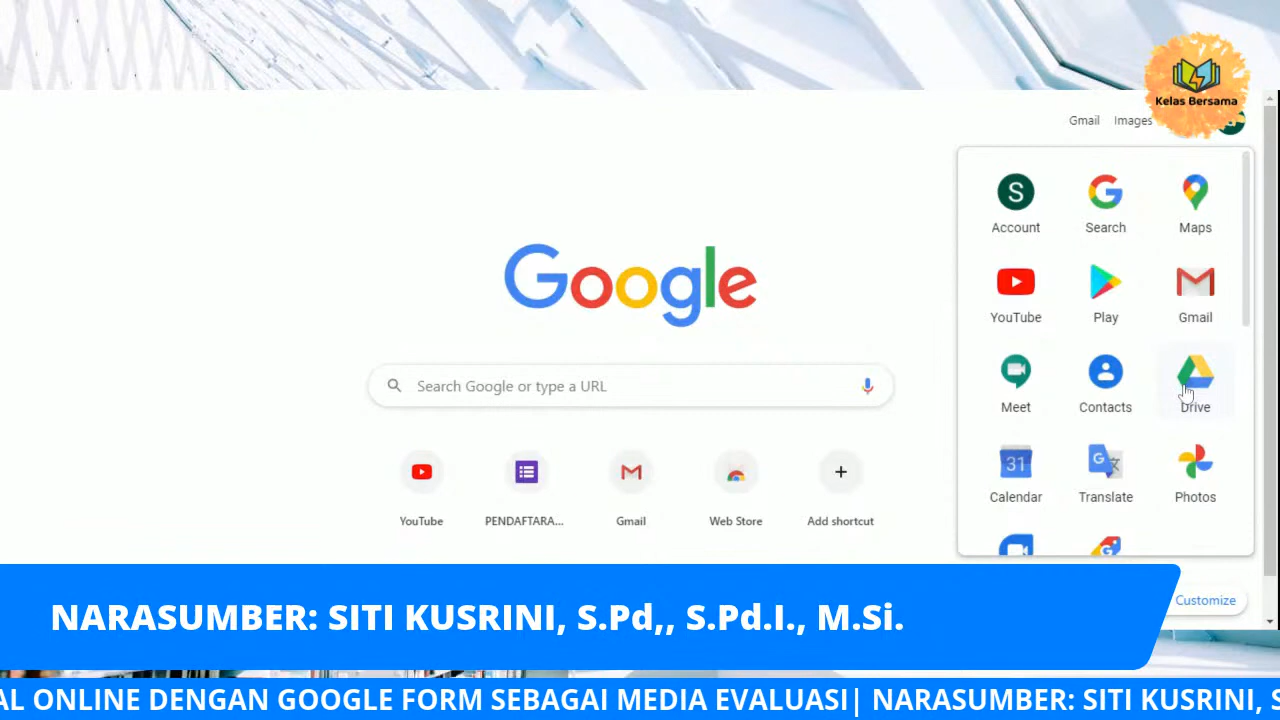 Kelas Bersama
Gmail Images
S
Account Search Maps
YouTube Play Gmail
Google
Search Google or type a URL
Meet Contacts Drive
31
Calendar Translate Photos
YouTube PENDAFTARA... Gmail Web Store Add shortcut
NARASUMBER: SITI KUSRINI, S.Pd,, S.Pd.I., M.Si.
Customize
AL ONLINE DENGAN GOOGLE FORM SEBAGAI MEDIA EVALUASI| NARASUMBER: SITI KUSRINI, S